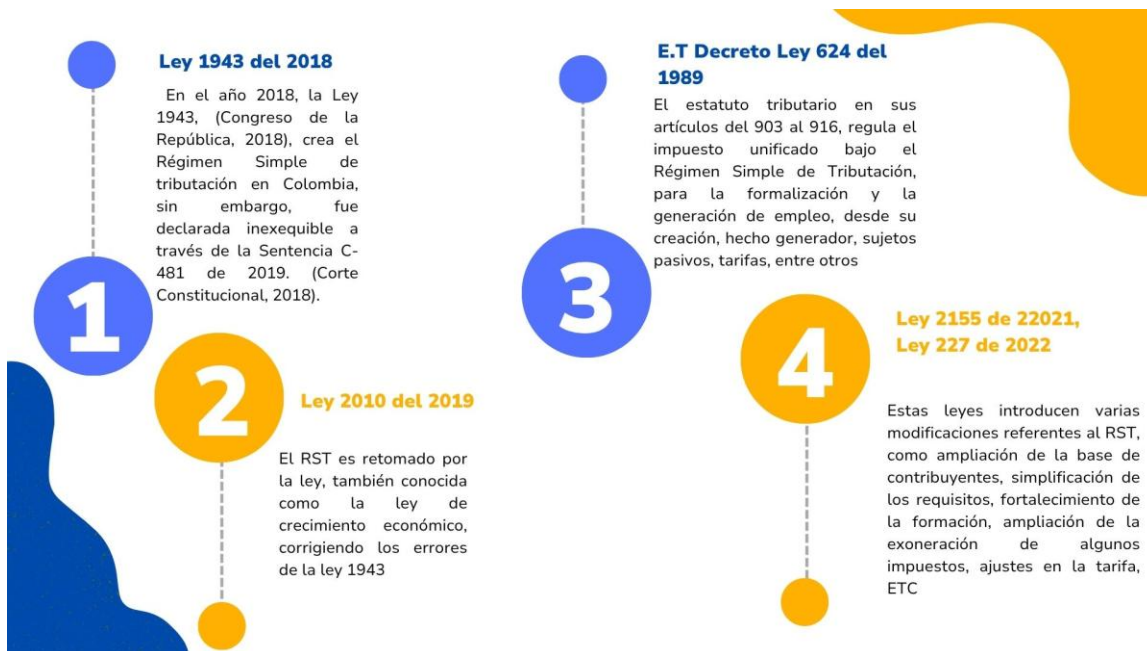 1
Ley 1943 del 2018
En el año 2018, la Ley
1943, (Congreso de la
República, 2018), crea el
Régimen Simple de
tributación en Colombia,
sin embargo, fue
declarada inexequible a
través de la Sentencia C-
481 de 2019. (Corte
Constitucional, 2018).
2
Ley 2010 del 2019
El RST es retomado por
la ley, también conocida
como la ley de
crecimiento económico,
corrigiendo los errores
de la ley 1943
3
E.T Decreto Ley 624 del
1989
El estatuto tributario en sus
artículos del 903 al 916, regula el
impuesto unificado bajo el
Régimen Simple de Tributación,
para la formalización y la
generación de empleo, desde su
creación, hecho generador, sujetos
pasivos, tarifas, entre otros
4
Ley 2155 de 22021,
Ley 227 de 2022
Estas leyes introducen varias
modificaciones referentes al RST,
como ampliación de la base de
contribuyentes, simplificación de
los requisitos, fortalecimiento de
la formación, ampliación de la
exoneración de algunos
impuestos, ajustes en la tarifa,
ETC